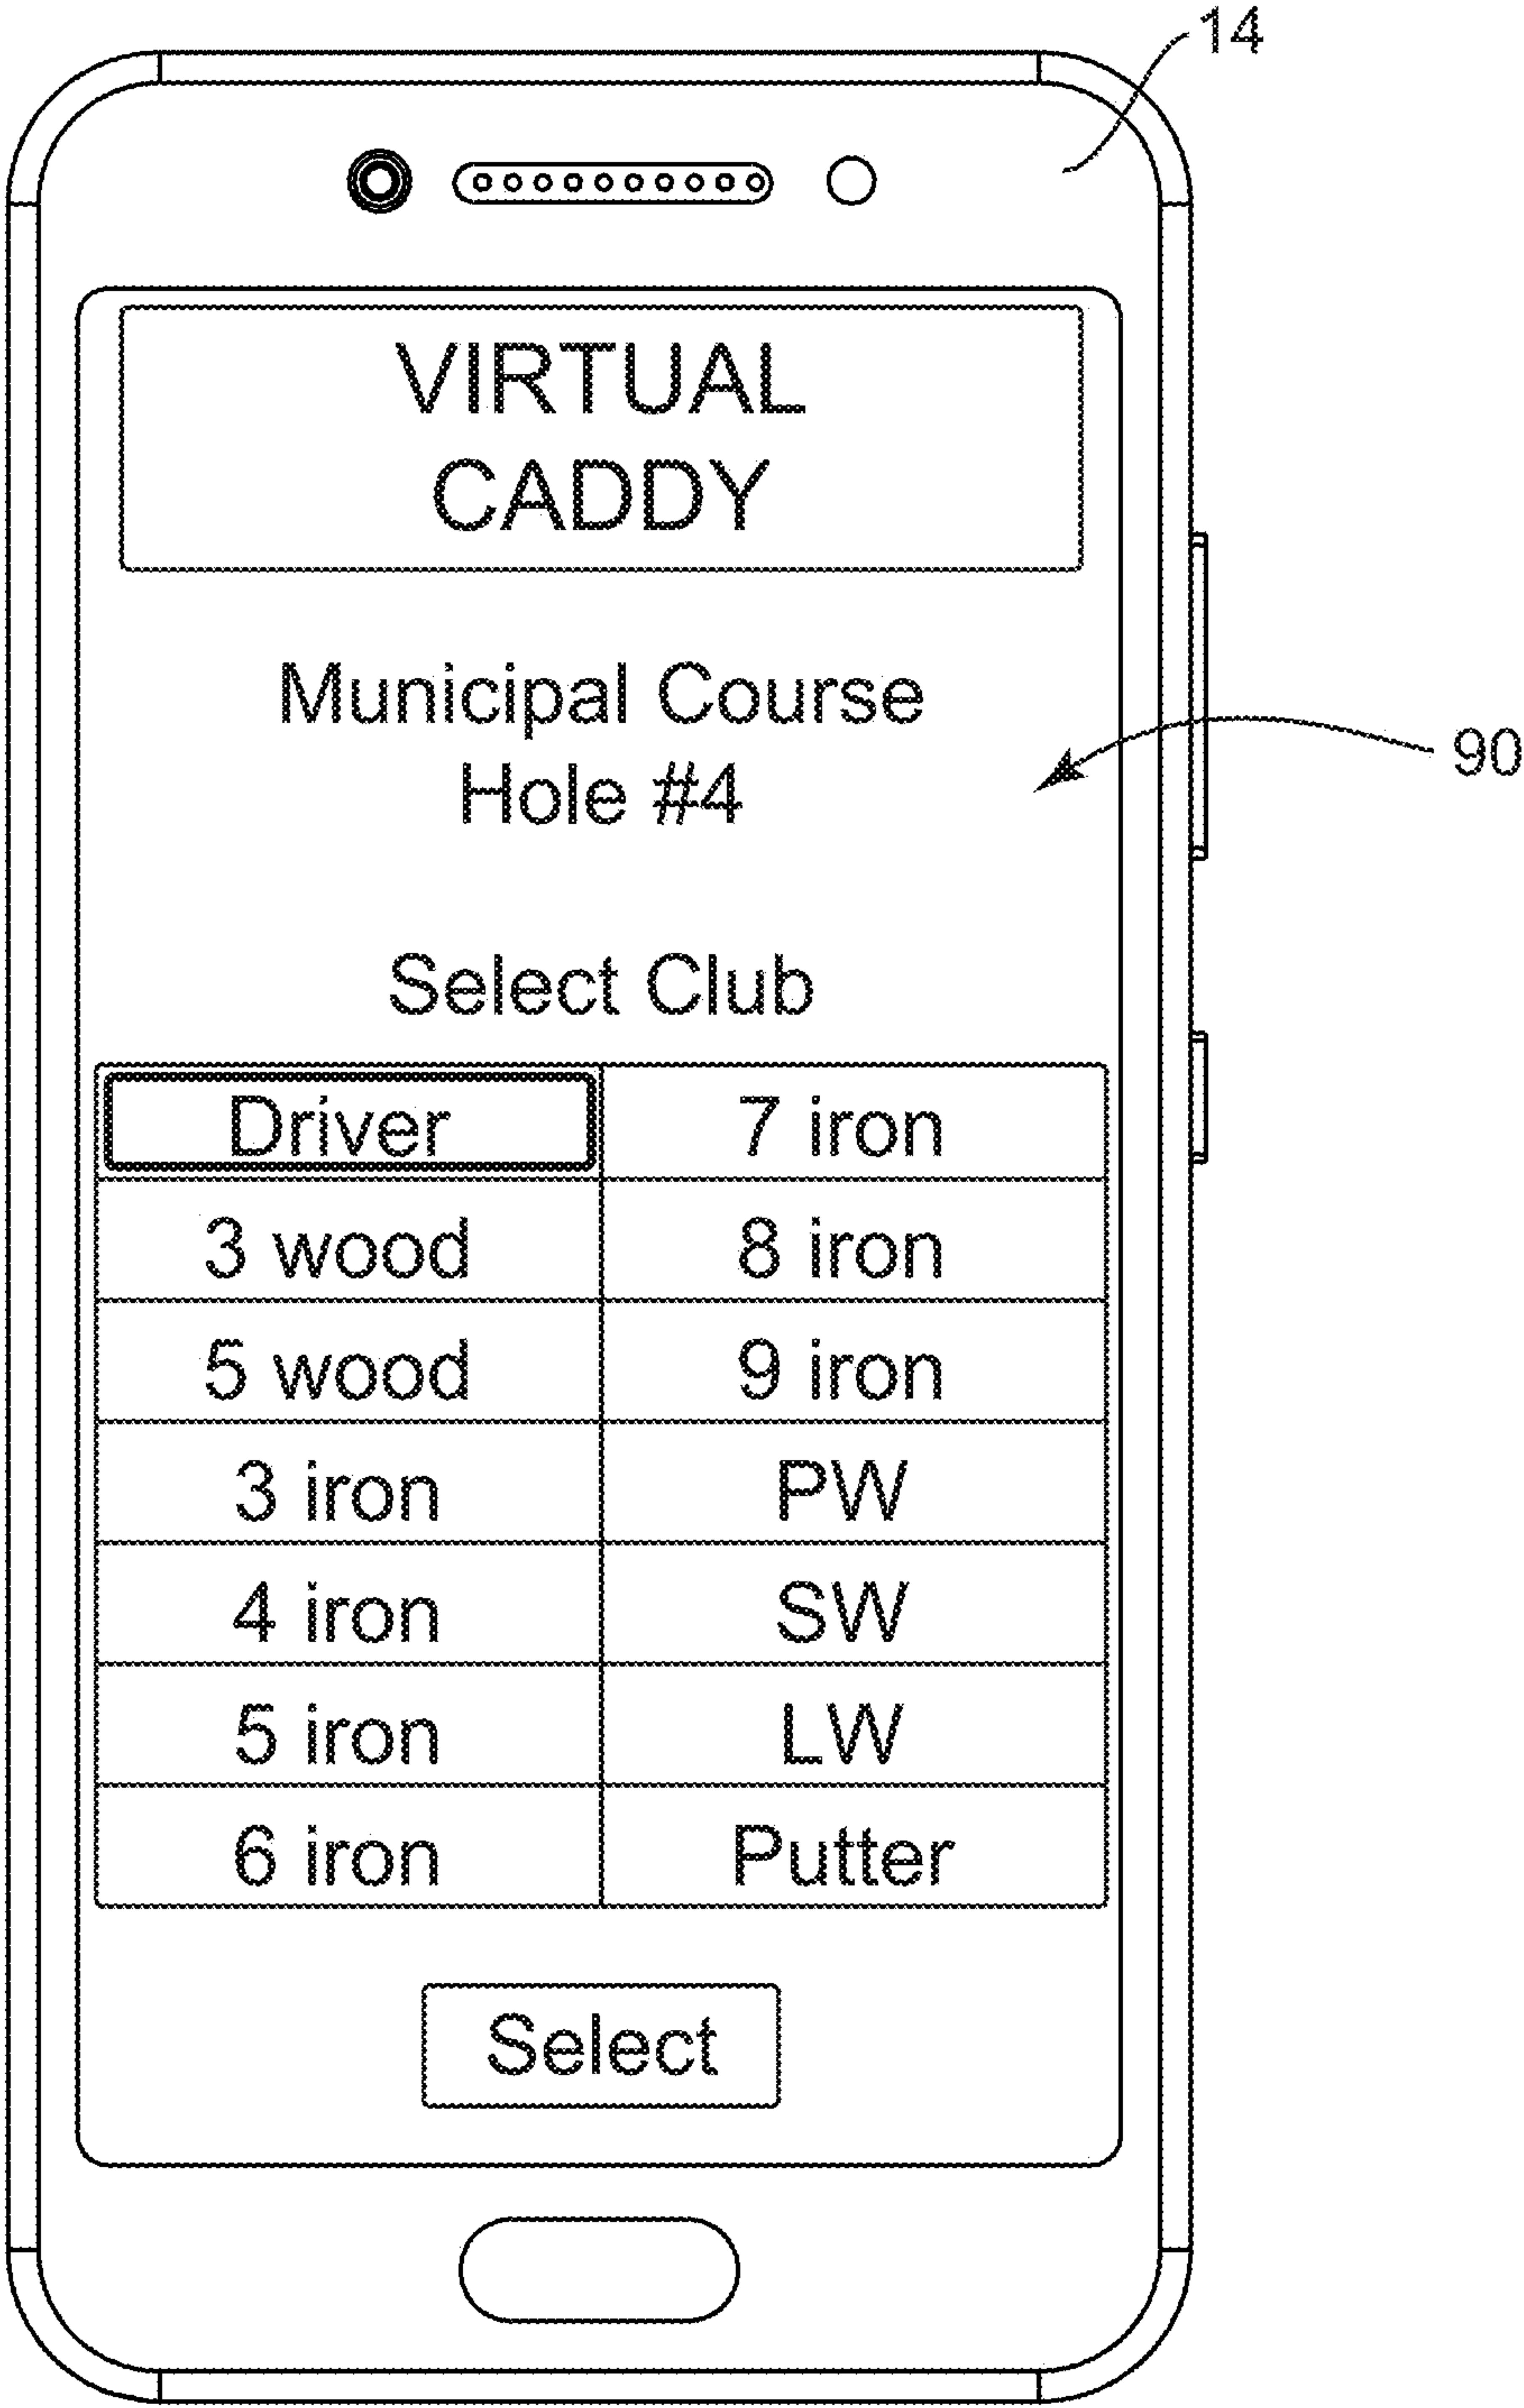 14
VIRTUAL
CADDY
Municipal Course
Hole #4
90
Select Club
Driver 7 iron
3 wood 8 iron
5 wood 9 iron
3 iron PW
4 iron SW
5 iron LW
6 iron Putter
Select